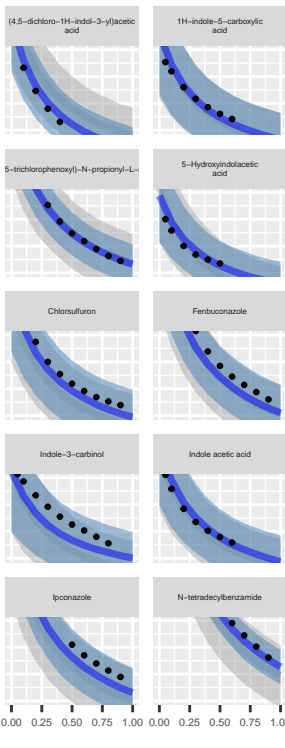 (4,5−dichloro−1H−indol−3−yl)acetic
acid
1H−indole−5−carboxylic
acid
5−trichlorophenoxyl)−N−propionyl−L−
5−Hydroxyindolacetic
acid
Chlorsulfuron
Fenbuconazole
Indole−3−carbinol
Indole acetic acid
Ipconazole
N−tetradecylbenzamide
0.00 0.25 0.50 0.75 1.00
0.00 0.25 0.50 0.75 1.0